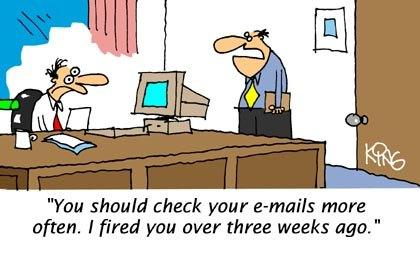 "You should check your e-mails more
often. I fired you over three weeks ago."